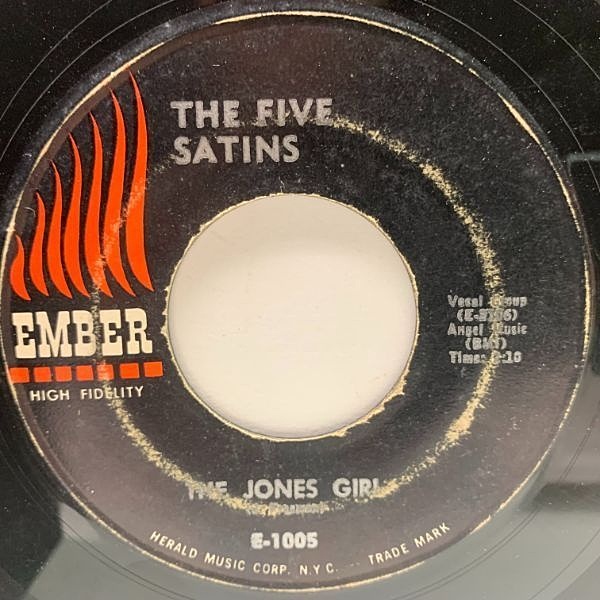 THE FIVE
SATINS
EMBER
HIGH FIDELITY
Vocal Group
Angel Music
(BMI)
Time:
THE JONES GIRL
E-1005
HERALD MUSIC CORP. N.Y.C. TRADE MARK